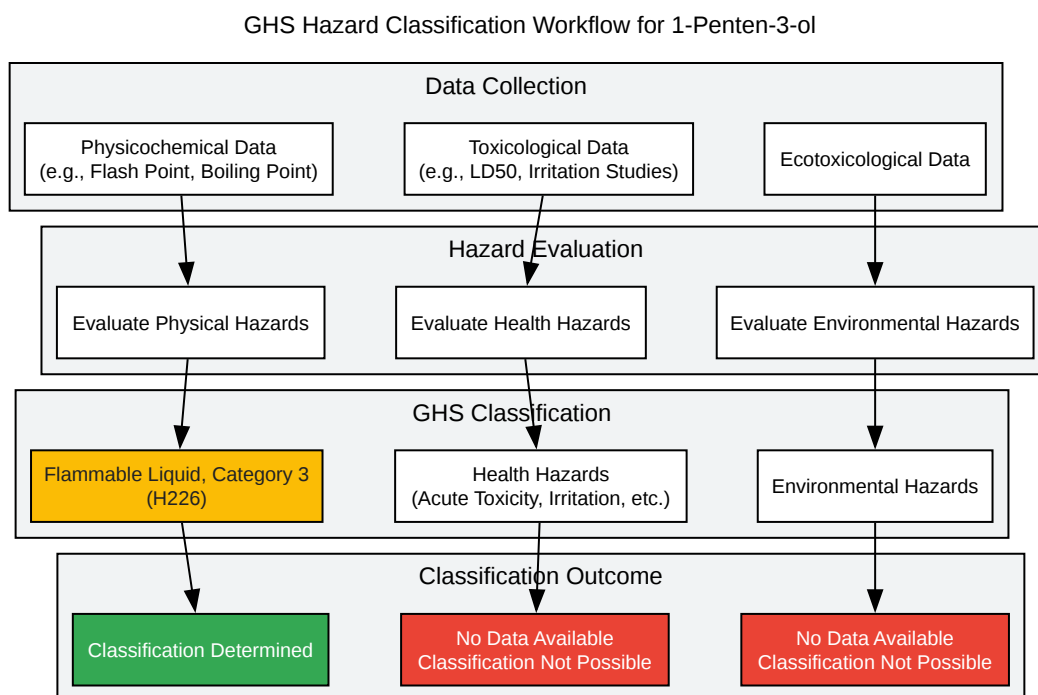 GHS Hazard Classification Workflow for 1-Penten-3-ol
Data Collection
Physicochemical Data
(e.g., Flash Point, Boiling Point)
Toxicological Data
(e.g., LD50, Irritation Studies)
Ecotoxicological Data
Hazard Evaluation
Evaluate Physical Hazards
Evaluate Health Hazards
Evaluate Environmental Hazards
GHS Classification
Flammable Liquid, Category 3
(H226)
Health Hazards
(Acute Toxicity, Irritation, etc.)
Environmental Hazards
Classification Outcome
Classification Determined
No Data Available
Classification Not Possible
No Data Available
Classification Not Possible